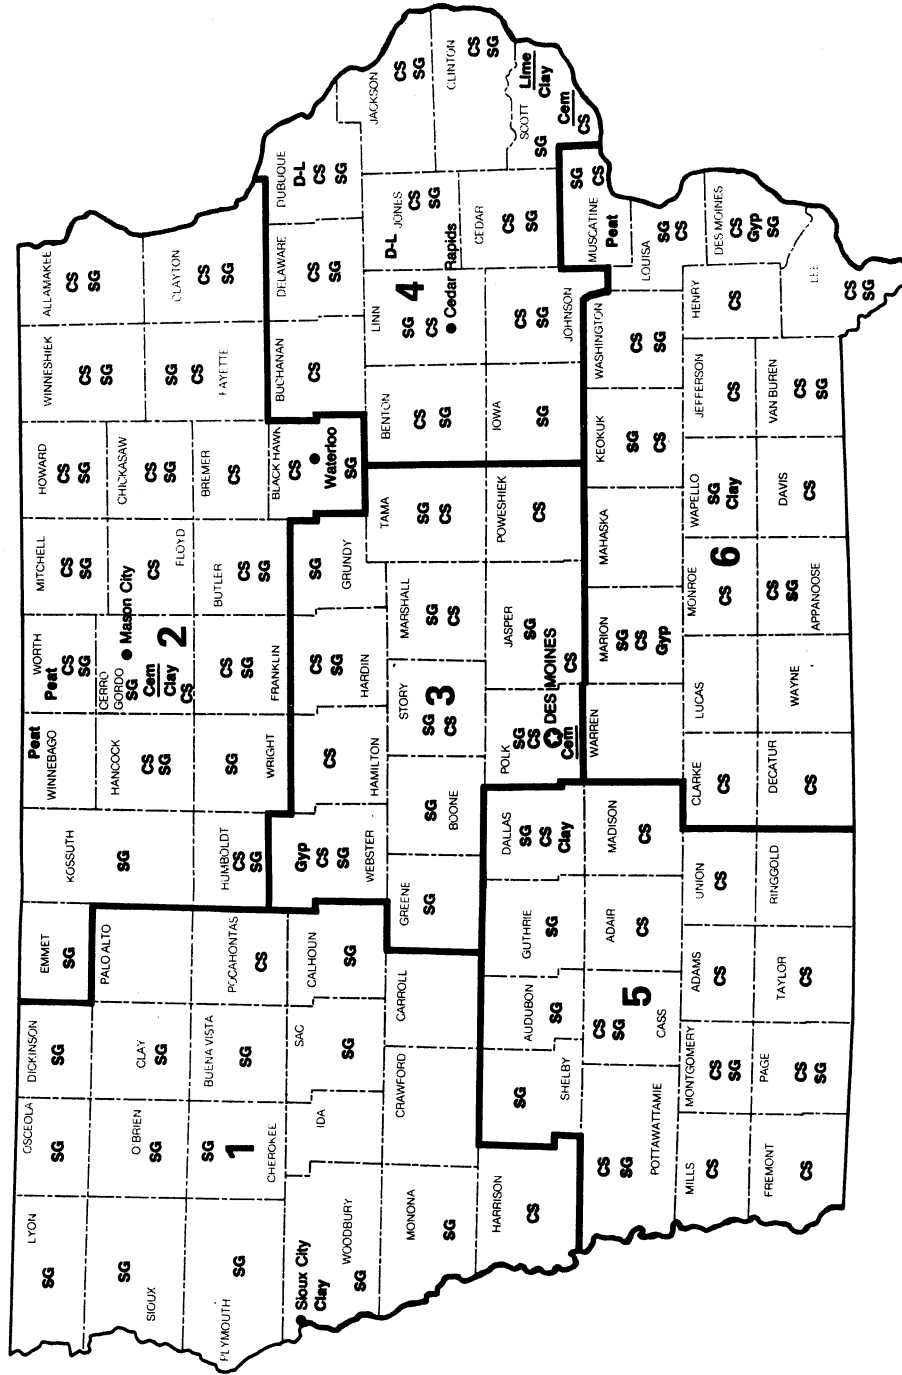 LYON
SG
OSCEOLA
SG
DICKINSON
SG
EMMET
SG
KOSSUTH
SG
WINNEBAGO
Peat
WORTH
Peat
CS
SG
MITCHELL
CS
SG
HOWARD
CS
SG
WINNESHIEK
CS
SG
ALLAMAKEE
CS
SG
SIOUX
SG
O'BRIEN
SG
CLAY
SG
PALO ALTO
HANCOCK
CS
SG
CERRO
GORDO
SG
Mason City
Cem
Clay
CS
2
FLOYD
CS
CHICKASAW
CS
SG
FAYETTE
SG
CS
CLAYTON
CS
SG
PLYMOUTH
SG
CHEROKEE
SG
1
BUENA VISTA
SG
POCAHONTAS
CS
HUMBOLDT
CS
SG
WRIGHT
SG
FRANKLIN
CS
SG
BUTLER
CS
SG
BREMER
CS
BLACK HAWK
CS
Waterloo
SG
BUCHANAN
CS
DELAWARE
CS
SG
DUBUQUE
D-L
CS
SG
Sioux City
Clay
WOODBURY
SG
IDA
SAC
SG
CALHOUN
SG
WEBSTER
Gyp
CS
SG
HAMILTON
CS
HARDIN
CS
SG
GRUNDY
SG
TAMA
SG
CS
BENTON
CS
SG
LINN
SG
CS
4
Cedar Rapids
JONES
D-L
CS
SG
JACKSON
CS
SG
MONONA
SG
CRAWFORD
CARROLL
GREENE
SG
BOONE
SG
STORY
SG
CS
3
MARSHALL
SG
CS
CLINTON
CS
SG
CEDAR
CS
SG
HARRISON
CS
SHELBY
SG
AUDUBON
SG
GUTHRIE
SG
DALLAS
SG
CS
Clay
POLK
SG
CS
DES MOINES
Cem
JASPER
SG
CS
POWESHIEK
CS
IOWA
SG
JOHNSON
CS
SG
SCOTT
SG
Lime
Clay
Cem
CS
MUSCATINE
Peat
SG
CS
POTTAWATTAMIE
CS
SG
CASS
CS
SG
5
ADAIR
CS
MADISON
CS
WARREN
MARION
SG
CS
Gyp
MAHASKA
KEOKUK
SG
CS
WASHINGTON
CS
SG
LOUISA
SG
CS
MILLS
CS
MONTGOMERY
CS
SG
ADAMS
CS
UNION
CS
CLARKE
CS
LUCAS
MONROE
CS
6
WAPELLO
SG
Clay
JEFFERSON
CS
HENRY
CS
DES MOINES
CS
Gyp
SG
FREMONT
CS
PAGE
CS
SG
TAYLOR
CS
RINGGOLD
DECATUR
CS
WAYNE
APPANOOSE
CS
SG
DAVIS
CS
VAN BUREN
CS
SG
LEE
CS
SG